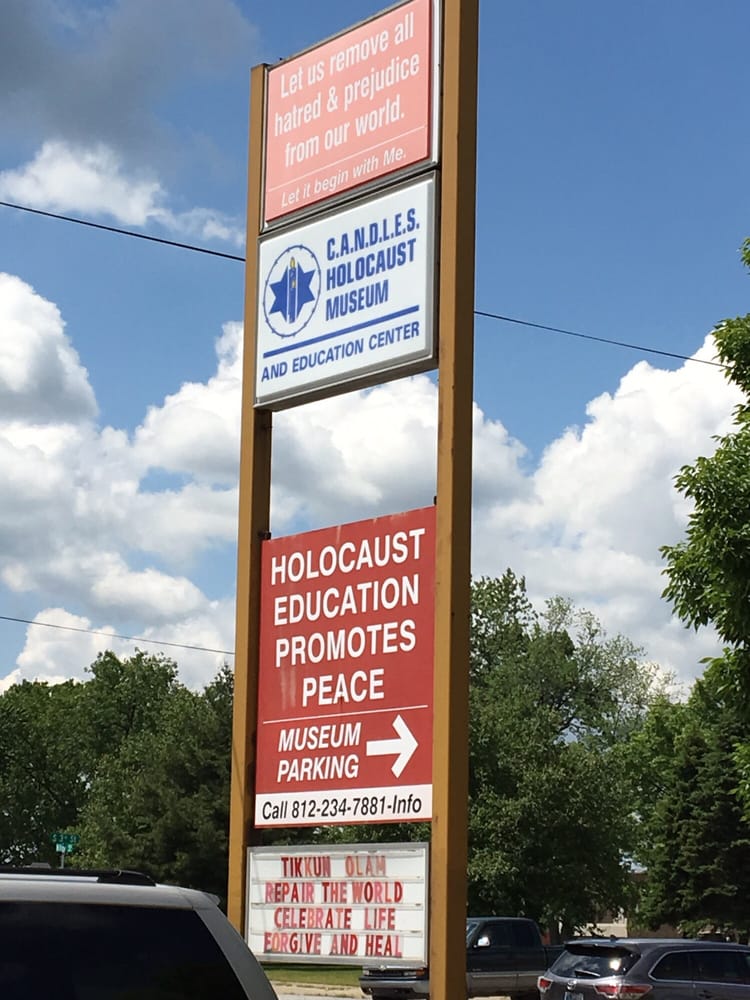 Let us remove all
hatred & prejudice
from our world.
Let it begin with Me.
C.A.N.D.L.E.S.
HOLOCAUST
MUSEUM
AND EDUCATION CENTER
HOLOCAUST
EDUCATION
PROMOTES
PEACE
MUSEUM
PARKING
Call 812-234-7881-Info
TIKKUN OLAM
REPAIR THE WORLD
CELEBRATE LIFE
FORGIVE AND HEAL